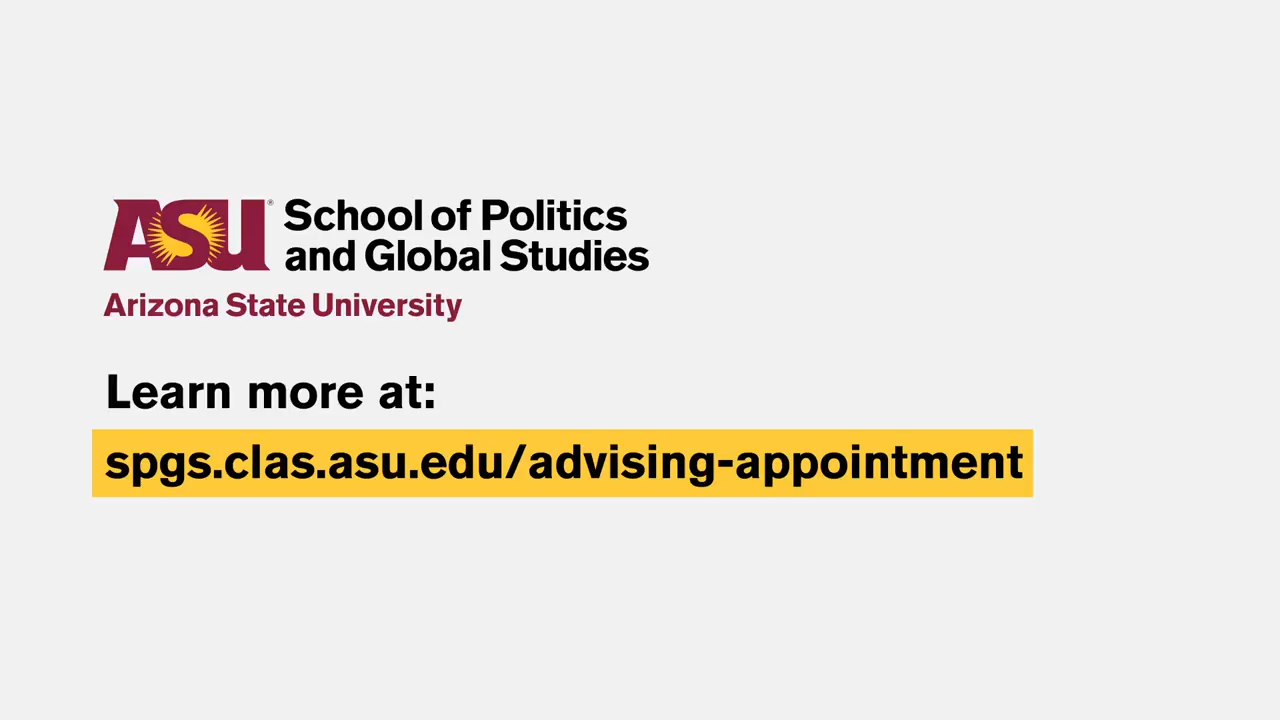 ASU® School of Politics
and Global Studies
Arizona State University
Learn more at:
spgs.clas.asu.edu/advising-appointment